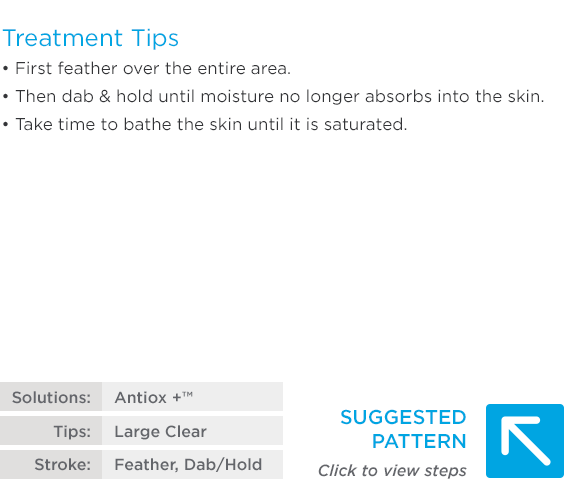 Treatment Tips
• First feather over the entire area.
• Then dab & hold until moisture no longer absorbs into the skin.
• Take time to bathe the skin until it is saturated.
Solutions: Antiox +™
Tips: Large Clear
Stroke: Feather, Dab/Hold
SUGGESTED
PATTERN
Click to view steps